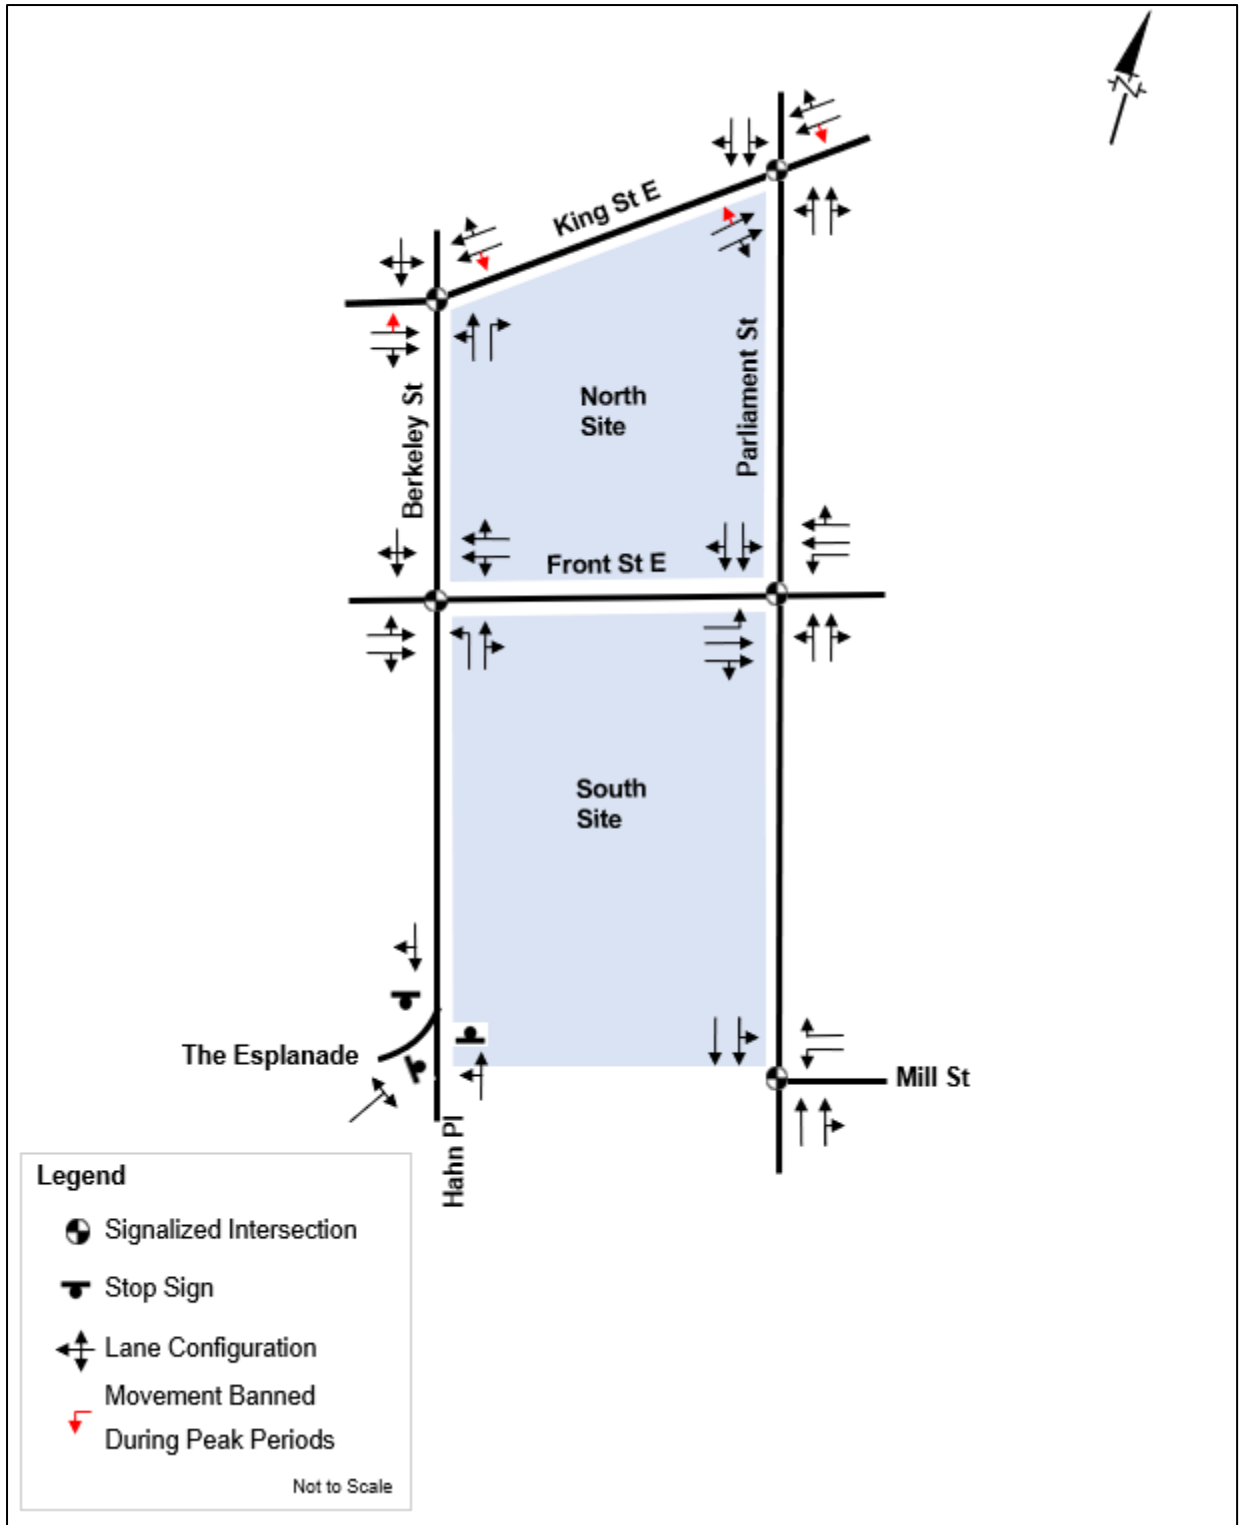 N
King St E
Berkeley St
North
Site
Parliament St
Front St E
South
Site
The Esplanade
Mill St
Hahn Pl
Legend
Signalized Intersection
Stop Sign
Lane Configuration
Movement Banned
During Peak Periods
Not to Scale